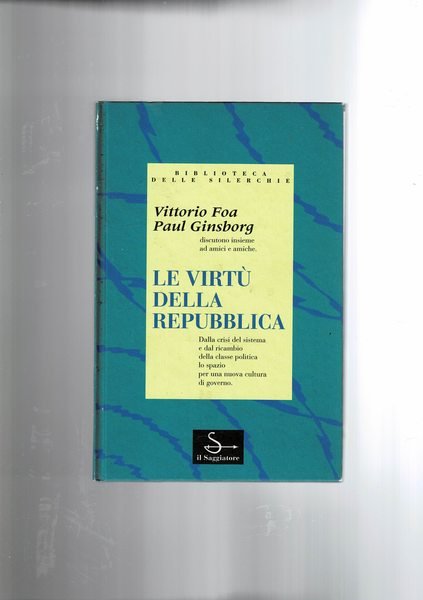 BIBLIOTECA
DELLE SILERCHIE
Vittorio Foa
Paul Ginsborg
discutono insieme
ad amici e amiche.
LE VIRTÙ
DELLA
REPUBBLICA
Dalla crisi del sistema
e dal ricambio
della classe politica
lo spazio
per una nuova cultura
di governo.
il Saggiatore